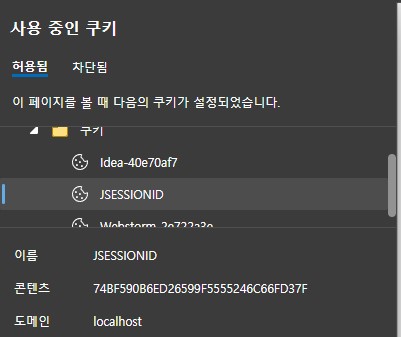 사용 중인 쿠키
허용됨 차단됨
이 페이지를 볼 때 다음의 쿠키가 설정되었습니다.
쿠키
Idea-40e70af7
JSESSIONID
Webstorm-2e722a3e
이름 JSESSIONID
콘텐츠 74BF590B6ED26599F5555246C66FD37F
도메인 localhost